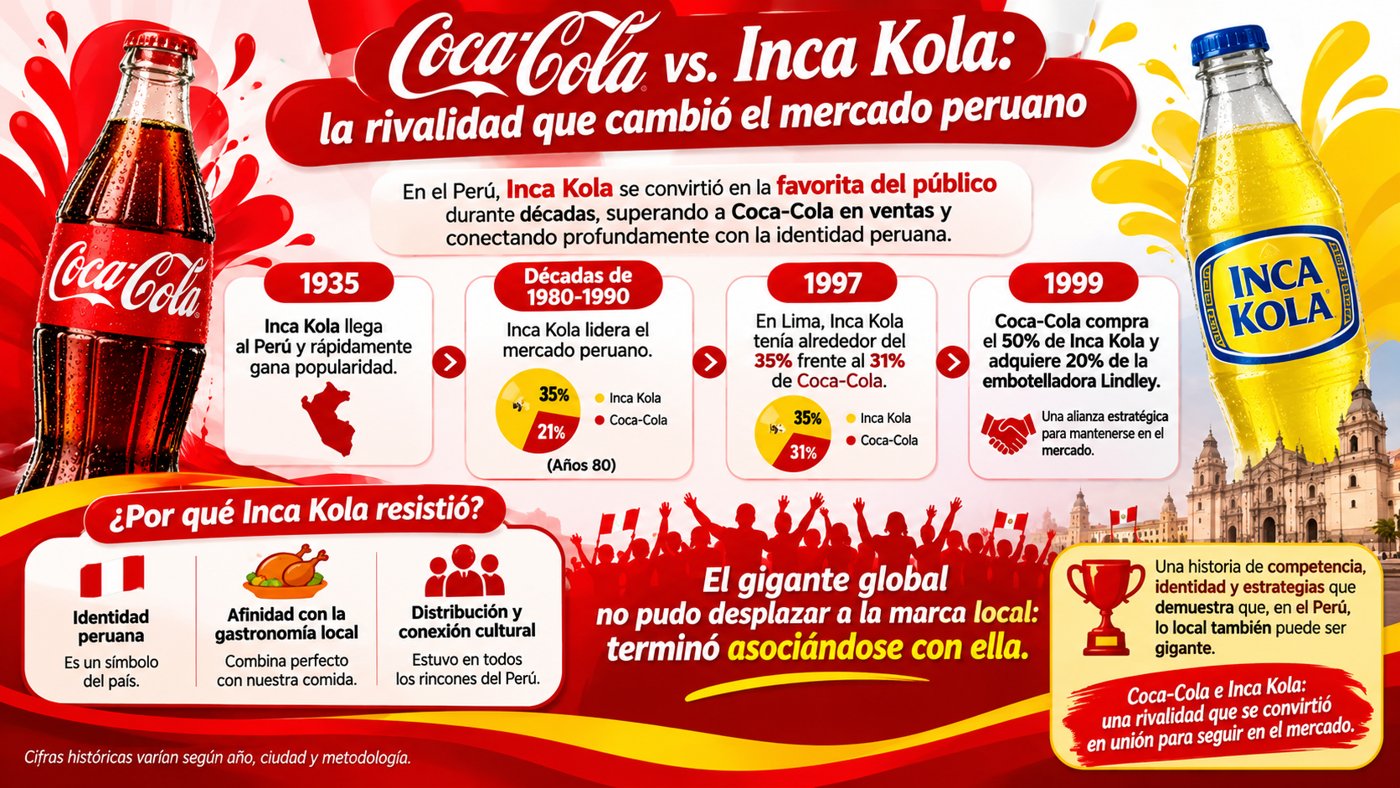 Coca-Cola vs. Inca Kola:
la rivalidad que cambió el mercado peruano
En el Perú, Inca Kola se convirtió en la favorita del público
durante décadas, superando a Coca-Cola en ventas y
conectando profundamente con la identidad peruana.
Coca-Cola
INCA
KOLA
1935
Inca Kola llega
al Perú y rápidamente
gana popularidad.
Décadas de
1980-1990
Inca Kola lidera el
mercado peruano.
35%
21%
Inca Kola
Coca-Cola
(Años 80)
1997
En Lima, Inca Kola
tenía alrededor del
35% frente al 31%
de Coca-Cola.
35%
31%
Inca Kola
Coca-Cola
1999
Coca-Cola compra
el 50% de Inca Kola y
adquiere 20% de la
embotelladora Lindley.
Una alianza estratégica
para mantenerse en el
mercado.
¿Por qué Inca Kola resistió?
Identidad
peruana
Es un símbolo
del país.
Afinidad con la
gastronomía local
Combina perfecto
con nuestra comida.
Distribución y
conexión cultural
Estuvo en todos
los rincones del Perú.
El gigante global
no pudo desplazar a la marca local:
terminó asociándose con ella.
Una historia de competencia,
identidad y estrategias que
demuestra que, en el Perú,
lo local también puede ser
gigante.
Coca-Cola e Inca Kola:
una rivalidad que se convirtió
en unión para seguir en el mercado.
Cifras históricas varían según año, ciudad y metodología.